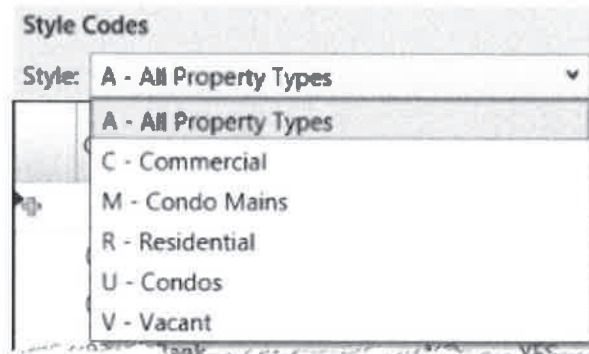 Style Codes
Style: A - All Property Types
A - All Property Types
C - Commercial
M - Condo Mains
R - Residential
U - Condos
V - Vacant